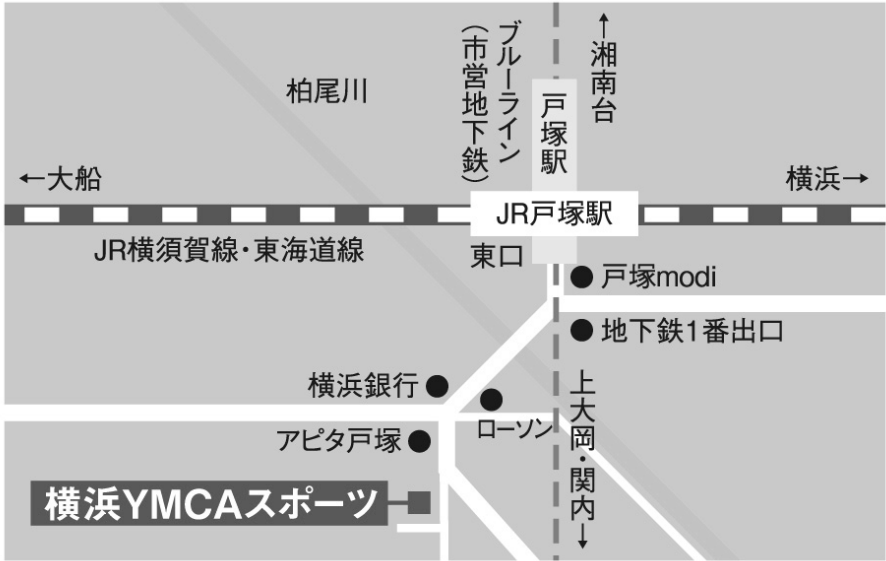 ↑湘南台
ブルーライン
（市営地下鉄）
戸塚駅
柏尾川
←大船
横浜→
JR戸塚駅
JR横須賀線・東海道線
東口
戸塚modi
地下鉄1番出口
横浜銀行
ローソン
上大岡・関内→
アピタ戸塚
横浜YMCAスポーツ